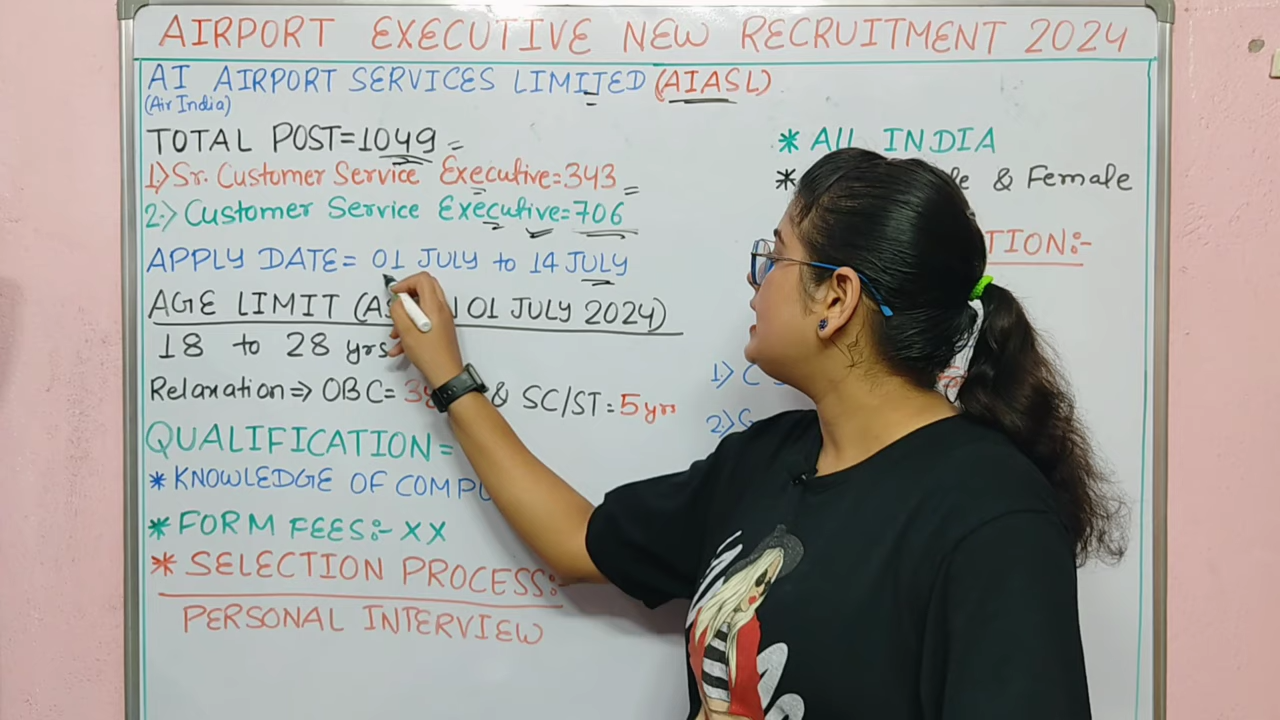 AIRPORT EXECUTIVE NEW RECRUITMENT 2024
AI AIRPORT SERVICES LIMITED (AIASL)
(Air India)
TOTAL POST=1049
1.) Sr. Customer Service Executive=343
2.) Customer Service Executive=706
APPLY DATE= 01 JULY to 14 JULY
AGE LIMIT ( 01 JULY 2024)
18 to 28 yrs
Relaxation ⇒ OBC= & SC/ST=5yrs
QUALIFICATION=
* KNOWLEDGE OF
* FORM FEES:- XX
* SELECTION PROCESS:-
PERSONAL INTERVIEW
* ALL INDIA
* & Female
1.)
2.)